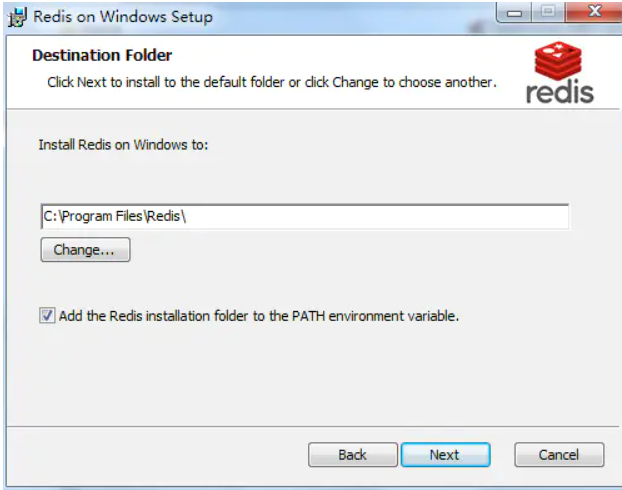 Redis on Windows Setup
Destination Folder
Click Next to install to the default folder or click Change to choose another.
redis
Install Redis on Windows to:
C:\Program Files\Redis\
Change...
Add the Redis installation folder to the PATH environment variable.
Back Next Cancel